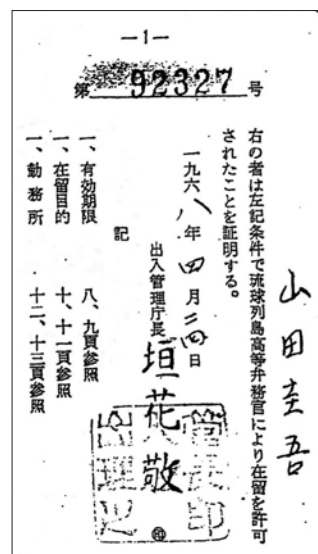 —1—
第 92327 号
山田圭吾
右の者は左記条件で琉球列島高等弁務官により在留を許可
されたことを証明する。
一九六八年四月二四日
出入管理庁長 垣花敬
記
一、有効期限 八、九頁参照
一、在留目的 十、十一頁参照
一、勤務所 十二、十三頁参照